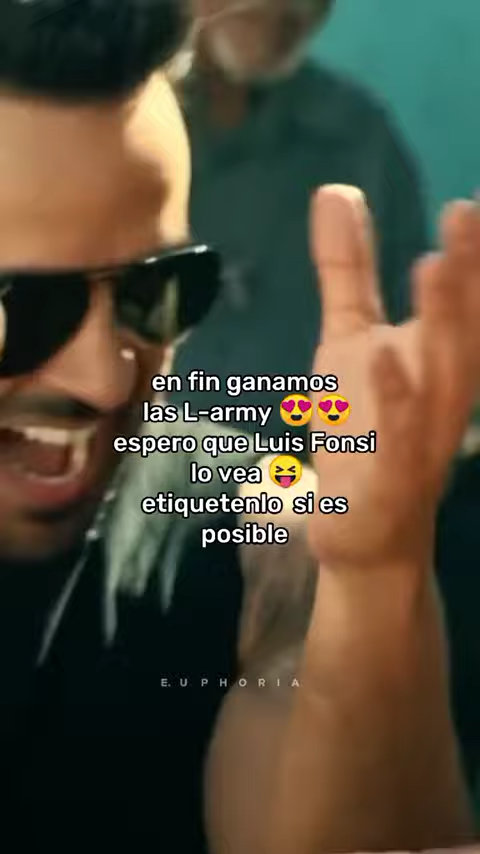 en fin ganamos
las L-army 😍😍
espero que Luis Fonsi
lo vea 😝
etiquetenlo si es
posible
E. U P H O R I A